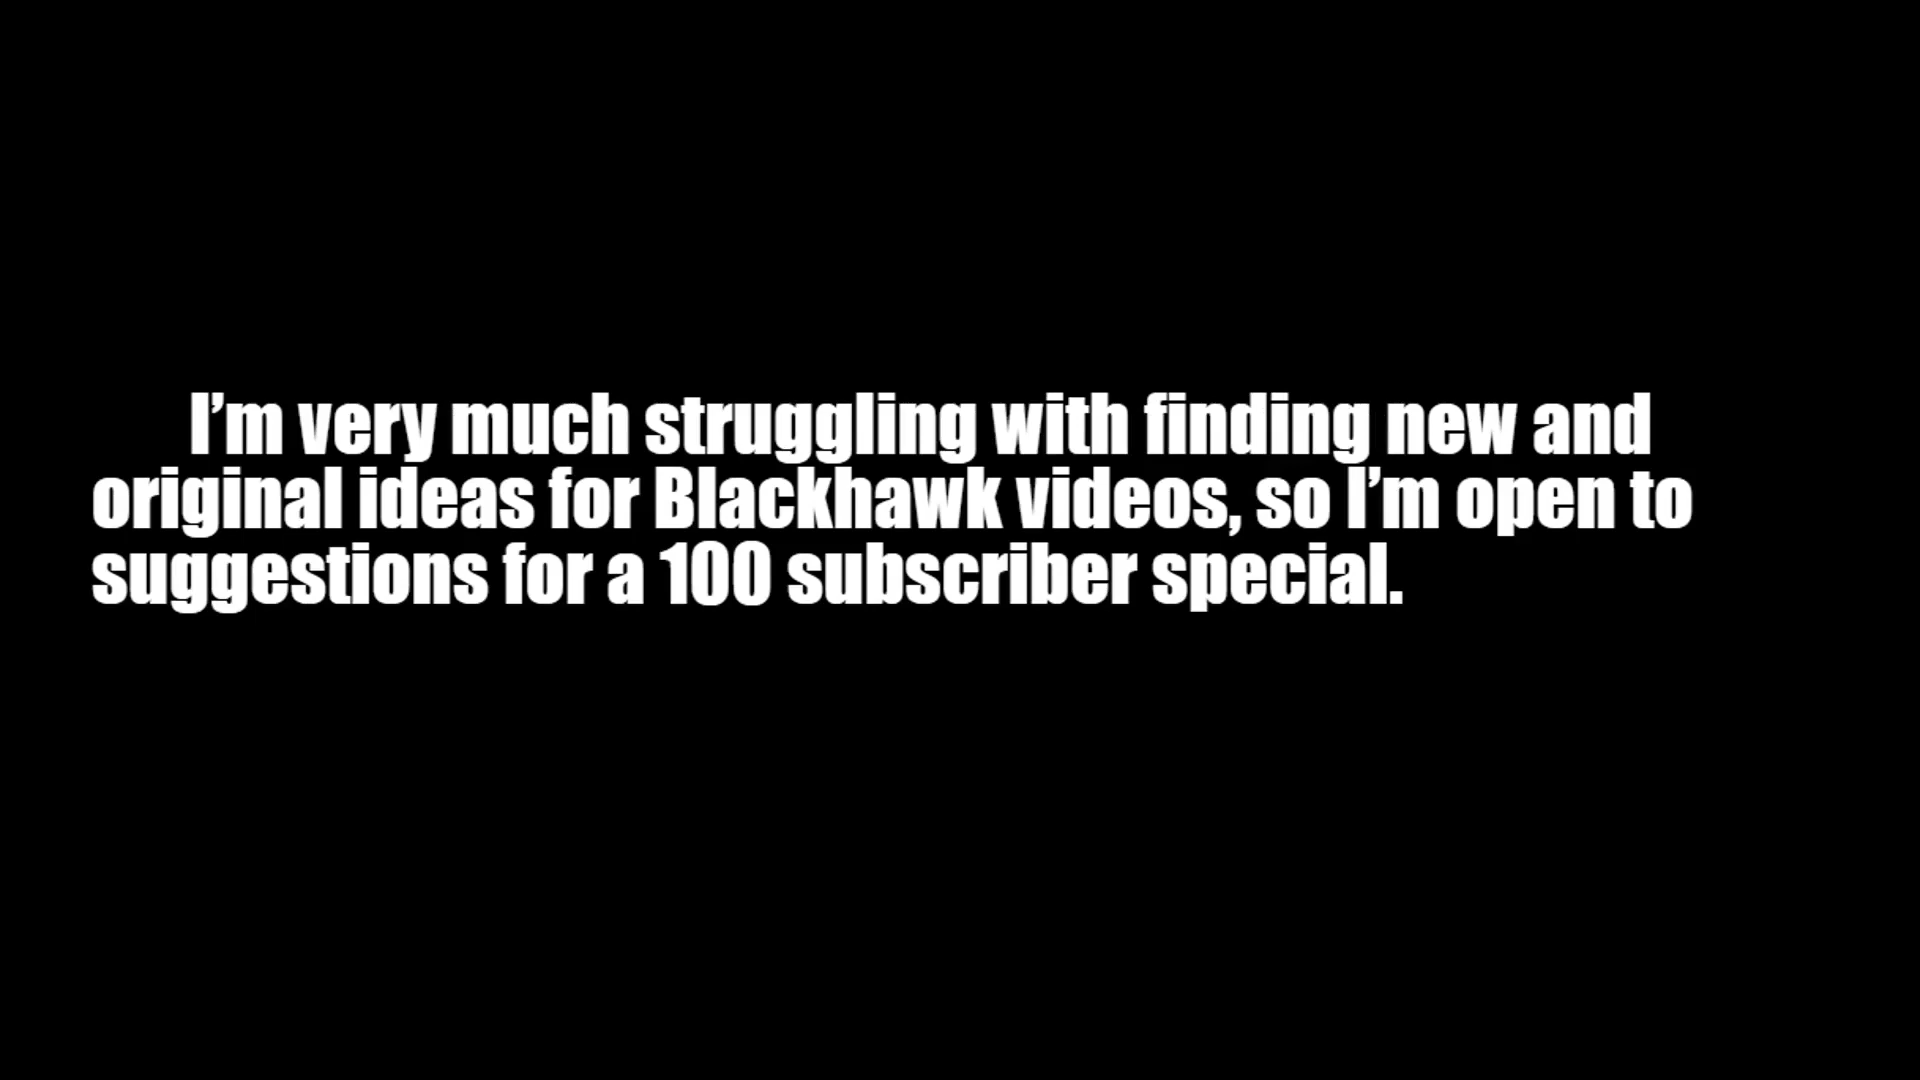 I’m very much struggling with finding new and
original ideas for Blackhawk videos, so I’m open to
suggestions for a 100 subscriber special.